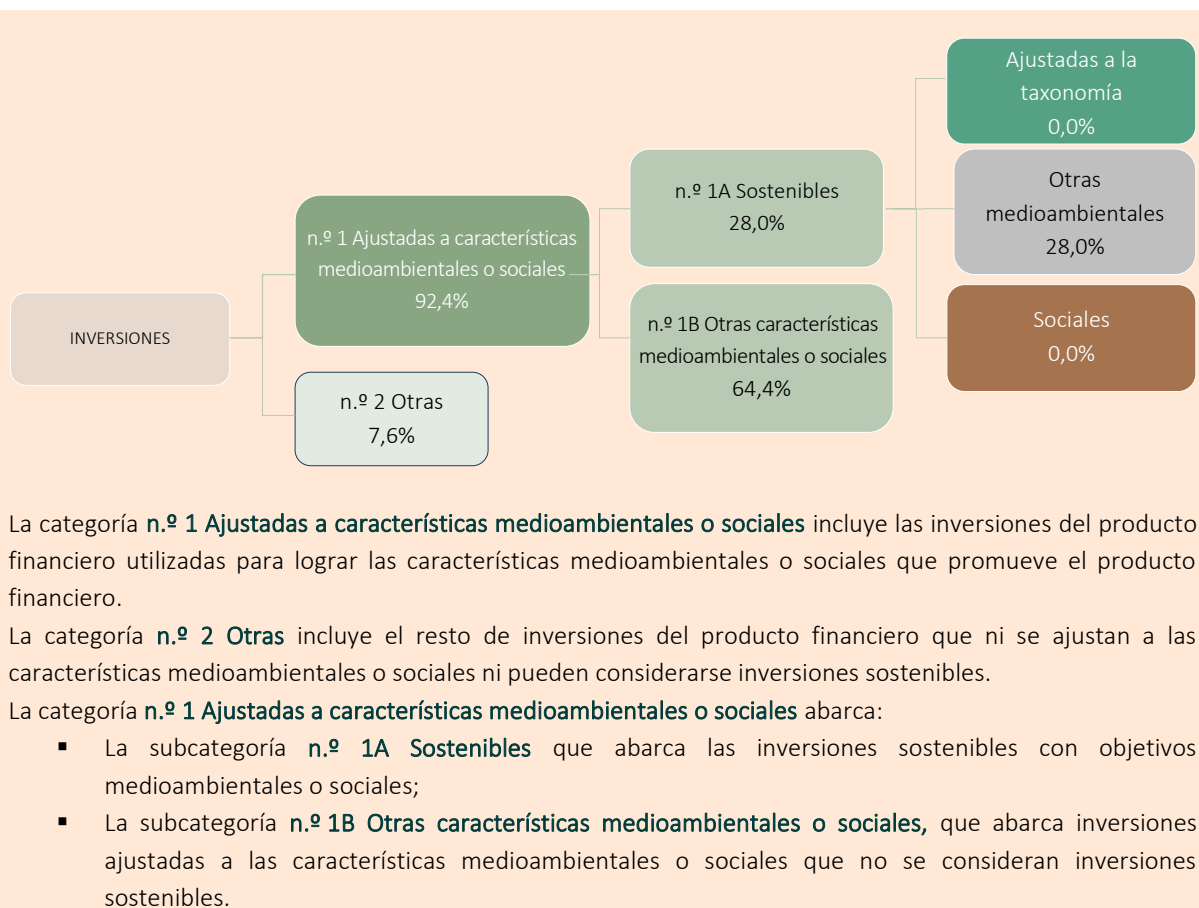 INVERSIONES
n.º 1 Ajustadas a características
medioambientales o sociales
92,4%
n.º 2 Otras
7,6%
n.º 1A Sostenibles
28,0%
n.º 1B Otras características
medioambientales o sociales
64,4%
Ajustadas a la
taxonomía
0,0%
Otras
medioambientales
28,0%
Sociales
0,0%
La categoría n.º 1 Ajustadas a características medioambientales o sociales incluye las inversiones del producto
financiero utilizadas para lograr las características medioambientales o sociales que promueve el producto
financiero.
La categoría n.º 2 Otras incluye el resto de inversiones del producto financiero que ni se ajustan a las
características medioambientales o sociales ni pueden considerarse inversiones sostenibles.
La categoría n.º 1 Ajustadas a características medioambientales o sociales abarca:
▪ La subcategoría n.º 1A Sostenibles que abarca las inversiones sostenibles con objetivos
medioambientales o sociales;
▪ La subcategoría n.º 1B Otras características medioambientales o sociales, que abarca inversiones
ajustadas a las características medioambientales o sociales que no se consideran inversiones
sostenibles.